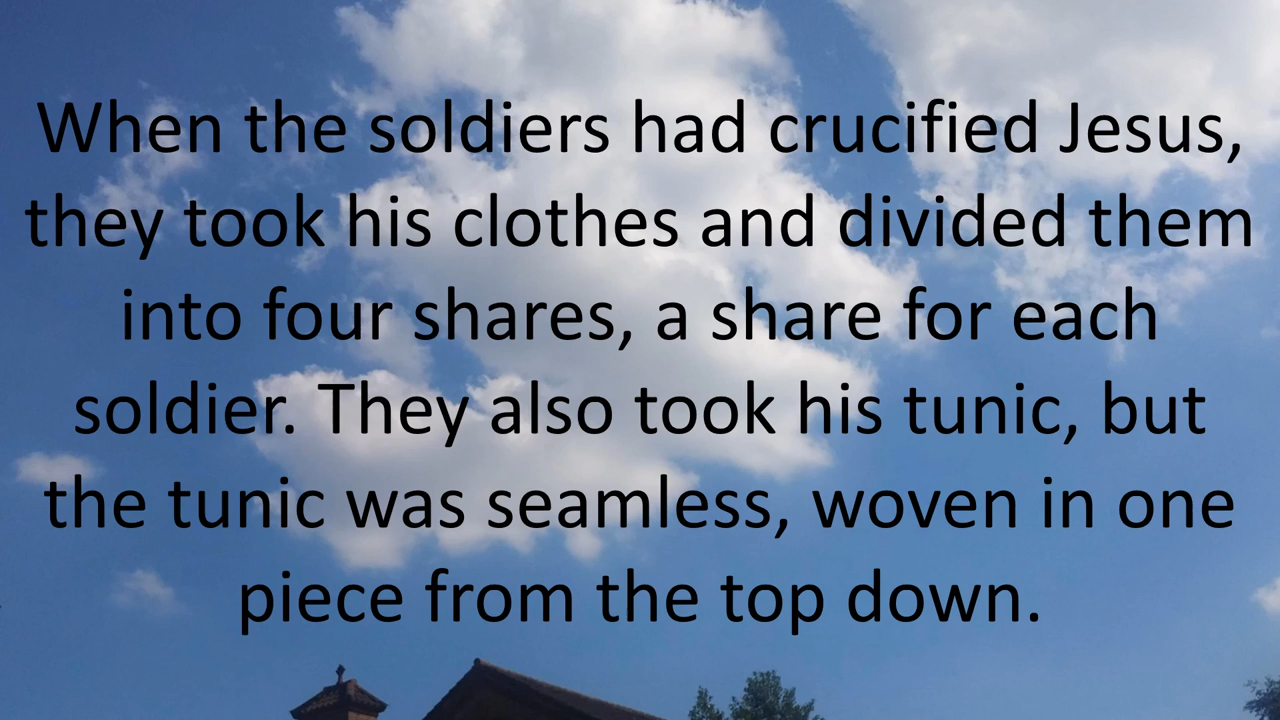 When the soldiers had crucified Jesus,
they took his clothes and divided them
into four shares, a share for each
soldier. They also took his tunic, but
the tunic was seamless, woven in one
piece from the top down.